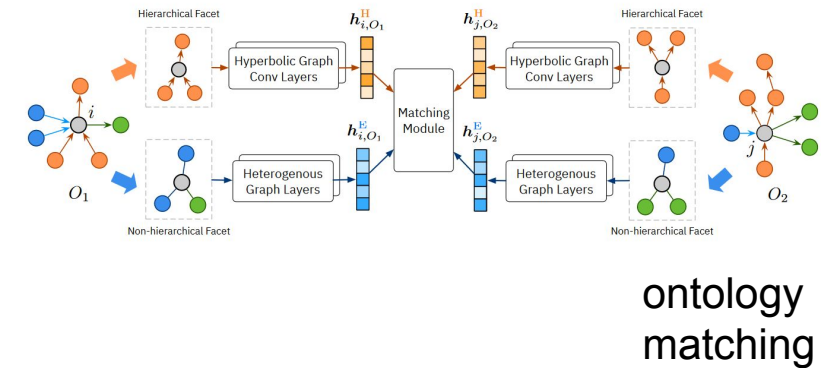 Hierarchical Facet
h^H_{i,O_1}
h^H_{j,O_2}
Hierarchical Facet
Hyperbolic Graph
Conv Layers
Hyperbolic Graph
Conv Layers
i
Matching
Module
j
h^E_{i,O_1}
h^E_{j,O_2}
O_1
Heterogenous
Graph Layers
Heterogenous
Graph Layers
O_2
Non-hierarchical Facet
Non-hierarchical Facet
ontology
matching